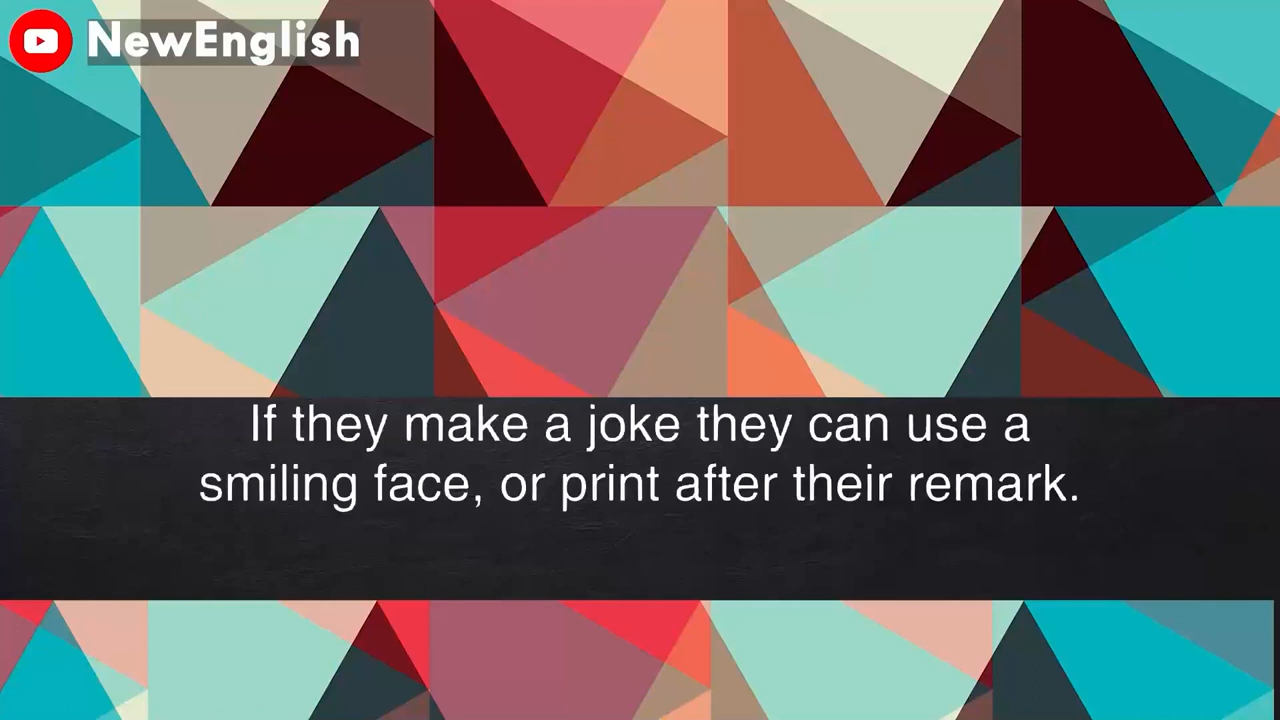 NewEnglish
If they make a joke they can use a
smiling face, or print after their remark.